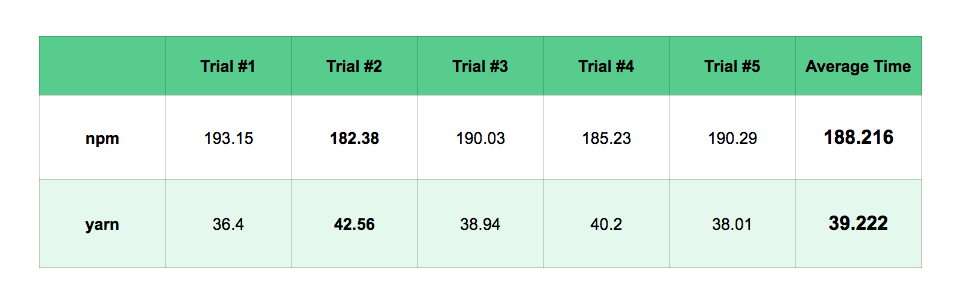 Trial #1 Trial #2 Trial #3 Trial #4 Trial #5 Average Time
npm 193.15 182.38 190.03 185.23 190.29 188.216
yarn 36.4 42.56 38.94 40.2 38.01 39.222